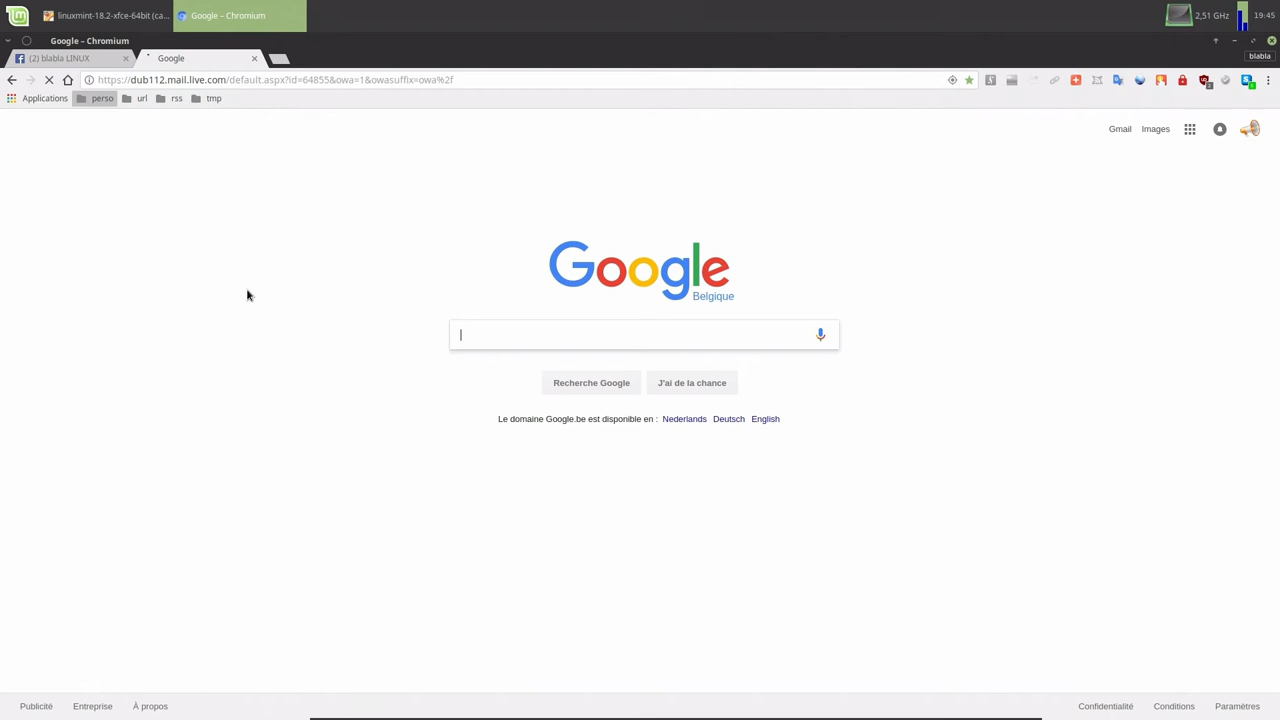 linuxmint-18.2-xfce-64bit (ca...
Google – Chromium
2,51 GHz
19:45
Google – Chromium
(2) blabla LINUX
Google
blabla
https://dub112.mail.live.com/default.aspx?id=64855&owa=1&owasuffix=owa%2f
Applications
perso
url
rss
tmp
Gmail
Images
Google
Belgique
Recherche Google
J'ai de la chance
Le domaine Google.be est disponible en : Nederlands Deutsch English
Publicité
Entreprise
À propos
Confidentialité
Conditions
Paramètres